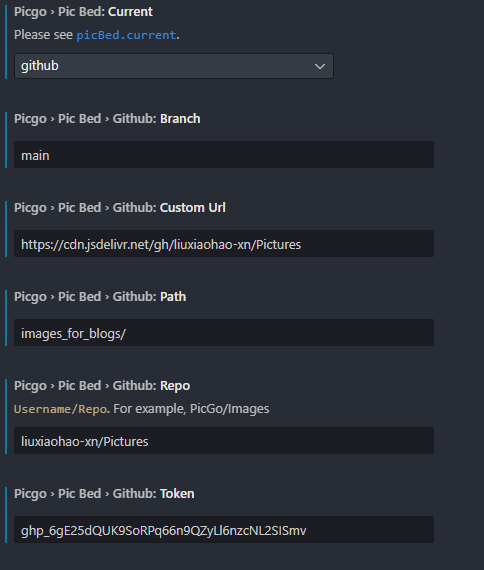 Picgo › Pic Bed: Current
Please see picBed.current.
github
Picgo › Pic Bed › Github: Branch
main
Picgo › Pic Bed › Github: Custom Url
https://cdn.jsdelivr.net/gh/liuxiaohao-xn/Pictures
Picgo › Pic Bed › Github: Path
images_for_blogs/
Picgo › Pic Bed › Github: Repo
Username/Repo. For example, PicGo/Images
liuxiaohao-xn/Pictures
Picgo › Pic Bed › Github: Token